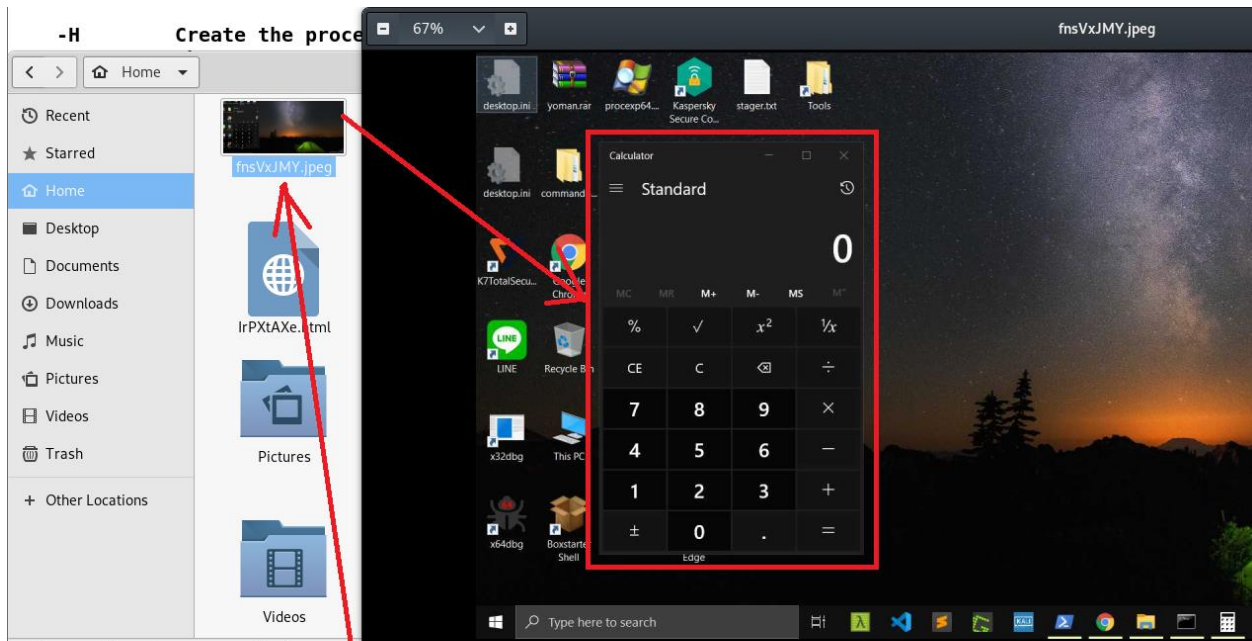 -H Create the proce
67%
fnsVxJMY.jpeg
Home
Recent
Starred
Home
Desktop
Documents
Downloads
Music
Pictures
Videos
Trash
+ Other Locations
fnsVxJMY.jpeg
IrPXtAXe.html
Pictures
Videos
desktop.ini
yoman.rar
procexp64...
Kaspersky
Secure Co...
stager.txt
Tools
desktop.ini
K7TotalSecu...
Google
LINE
LINE
Recycle Bin
x32dbg
This PC
x64dbg
Boxstarter
Shell
Edge
Calculator
Standard
0
MC MR M+ M- MS M˅
% √ x² ¹/x
CE C ÷
7 8 9 ×
4 5 6 −
1 2 3 +
± 0 . =
Type here to search
KALI